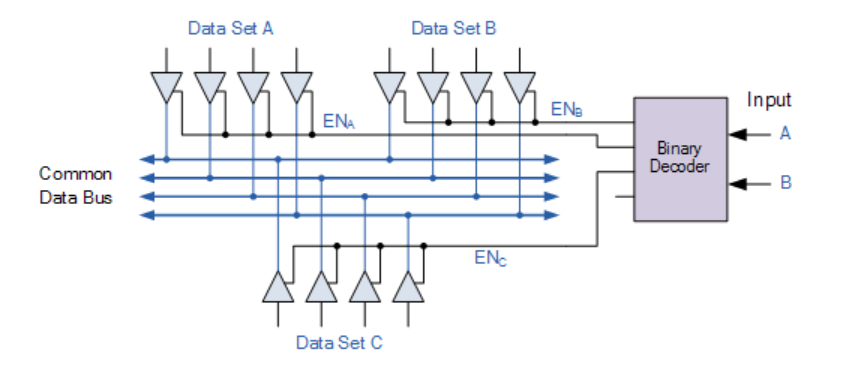 Data Set A
Data Set B
EN_A
EN_B
Input
A
Binary
Decoder
B
Common
Data Bus
EN_C
Data Set C